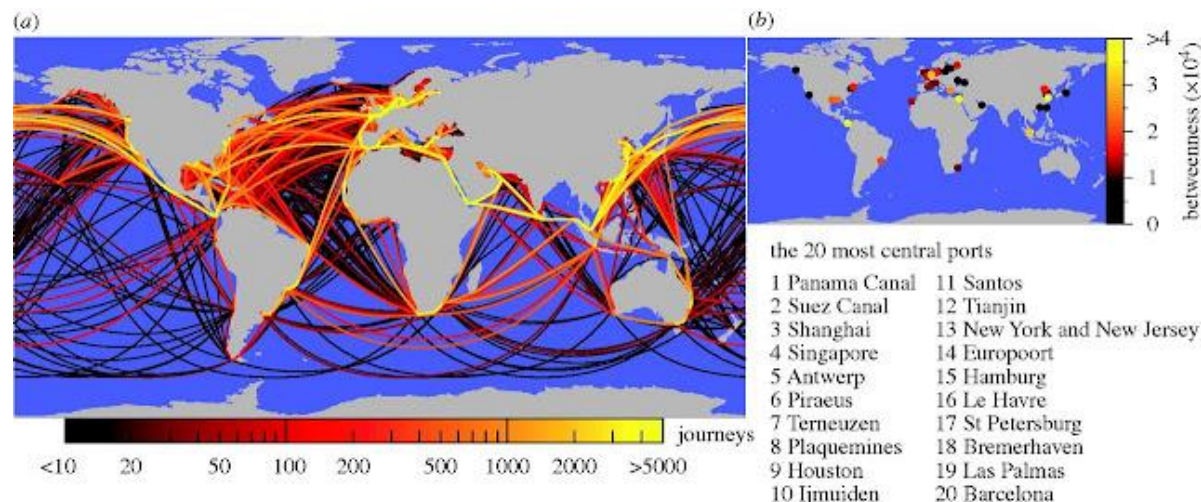 (a)
<10 20 50 100 200 500 1000 2000 >5000
journeys
(b)
>4
3
2
1
0
betweenness (×10⁴)
the 20 most central ports
1 Panama Canal
2 Suez Canal
3 Shanghai
4 Singapore
5 Antwerp
6 Piraeus
7 Terneuzen
8 Plaquemines
9 Houston
10 Ijmuiden
11 Santos
12 Tianjin
13 New York and New Jersey
14 Europoort
15 Hamburg
16 Le Havre
17 St Petersburg
18 Bremerhaven
19 Las Palmas
20 Barcelona